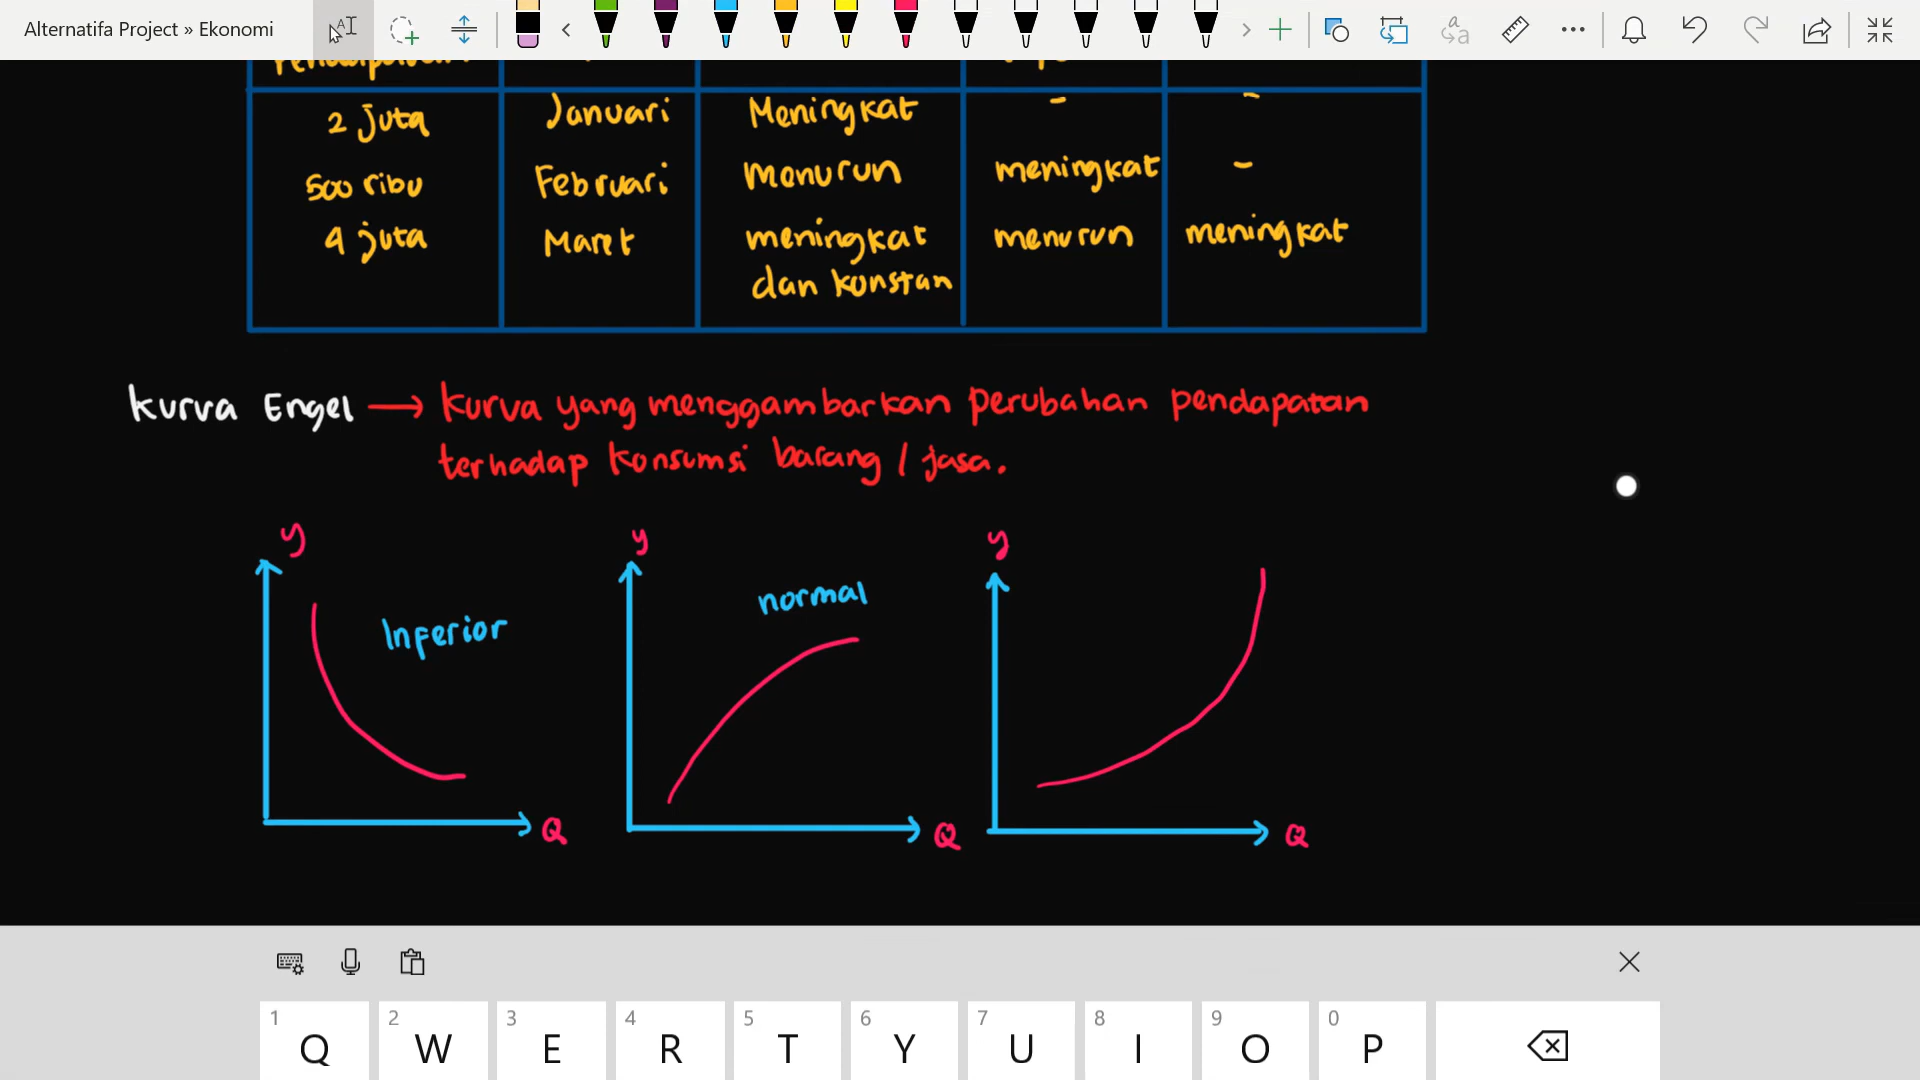 Alternatifa Project » Ekonomi
2 juta Januari Meningkat - -
500 ribu Februari menurun meningkat -
4 juta Maret meningkat menurun meningkat
dan konstan
kurva Engel → kurva yang menggambarkan perubahan pendapatan
terhadap konsumsi barang / jasa.
y y y
Inferior normal
Q Q Q
1 2 3 4 5 6 7 8 9 0
Q W E R T Y U I O P